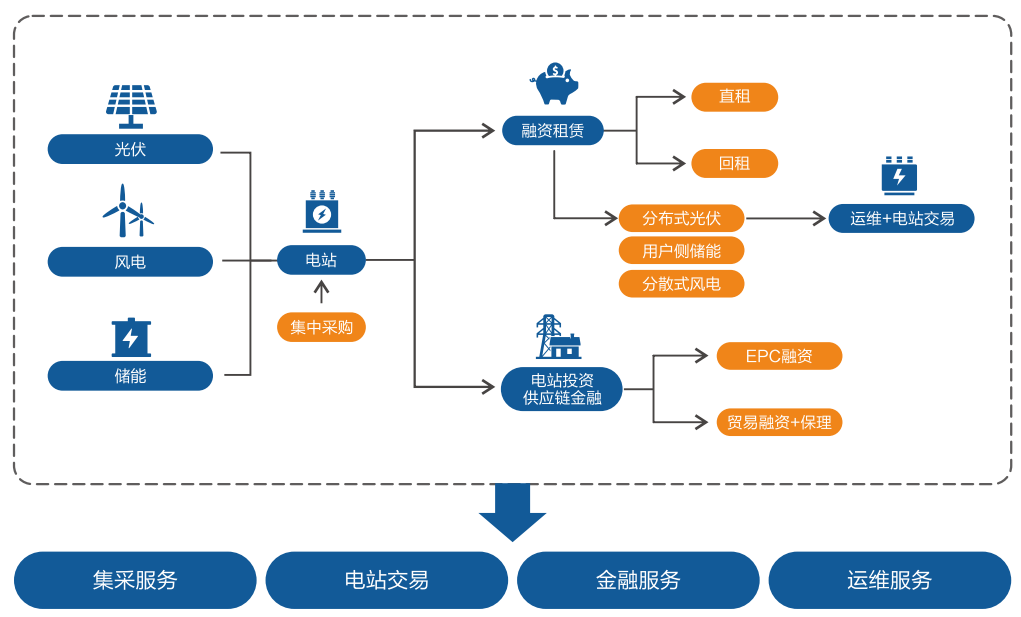 光伏
风电
储能
电站
集中采购
融资租赁
直租
回租
分布式光伏
用户侧储能
分散式风电
运维+电站交易
电站投资
供应链金融
EPC融资
贸易融资+保理
集采服务
电站交易
金融服务
运维服务